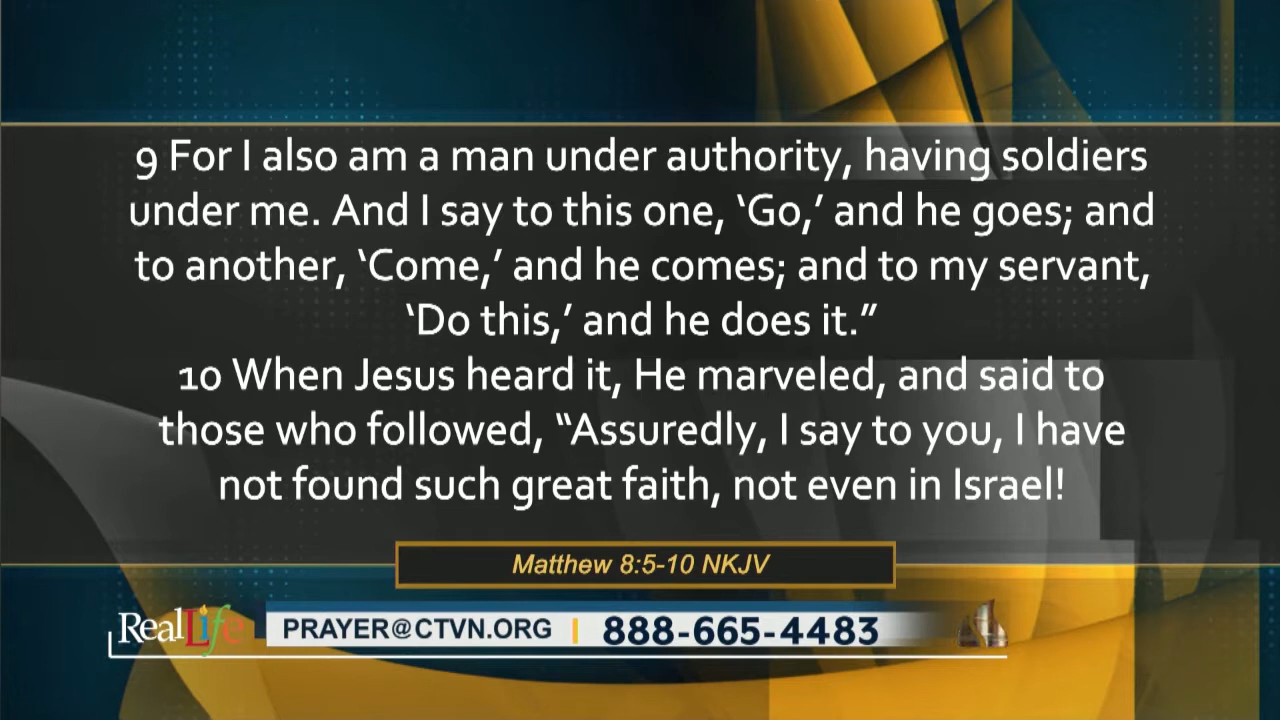 9 For I also am a man under authority, having soldiers
under me. And I say to this one, ‘Go,’ and he goes; and
to another, ‘Come,’ and he comes; and to my servant,
‘Do this,’ and he does it.”
10 When Jesus heard it, He marveled, and said to
those who followed, “Assuredly, I say to you, I have
not found such great faith, not even in Israel!
Matthew 8:5-10 NKJV
RealLife
PRAYER@CTVN.ORG | 888-665-4483